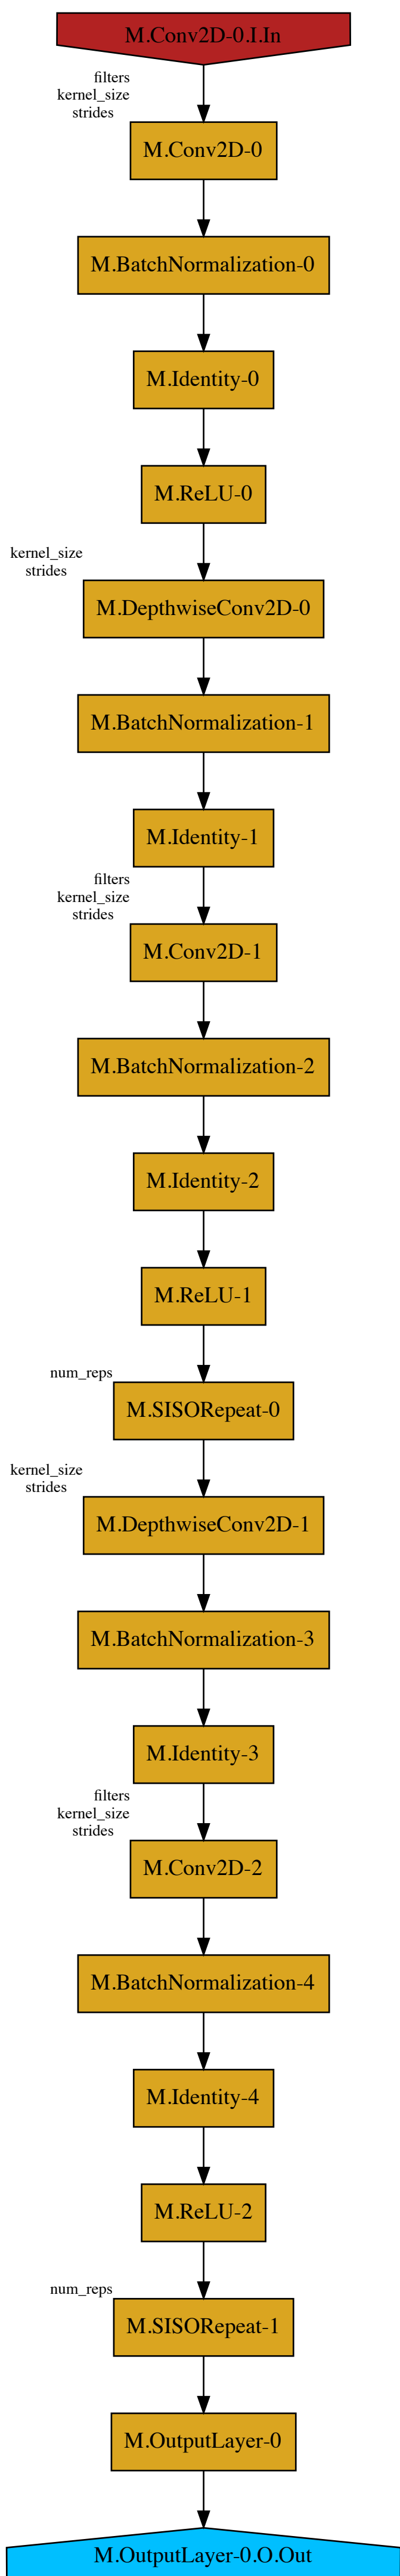 M.Conv2D-0.I.In
filters
kernel_size
strides
M.Conv2D-0
M.BatchNormalization-0
M.Identity-0
M.ReLU-0
kernel_size
strides
M.DepthwiseConv2D-0
M.BatchNormalization-1
M.Identity-1
filters
kernel_size
strides
M.Conv2D-1
M.BatchNormalization-2
M.Identity-2
M.ReLU-1
num_reps
M.SISORepeat-0
kernel_size
strides
M.DepthwiseConv2D-1
M.BatchNormalization-3
M.Identity-3
filters
kernel_size
strides
M.Conv2D-2
M.BatchNormalization-4
M.Identity-4
M.ReLU-2
num_reps
M.SISORepeat-1
M.OutputLayer-0
M.OutputLayer-0.O.Out